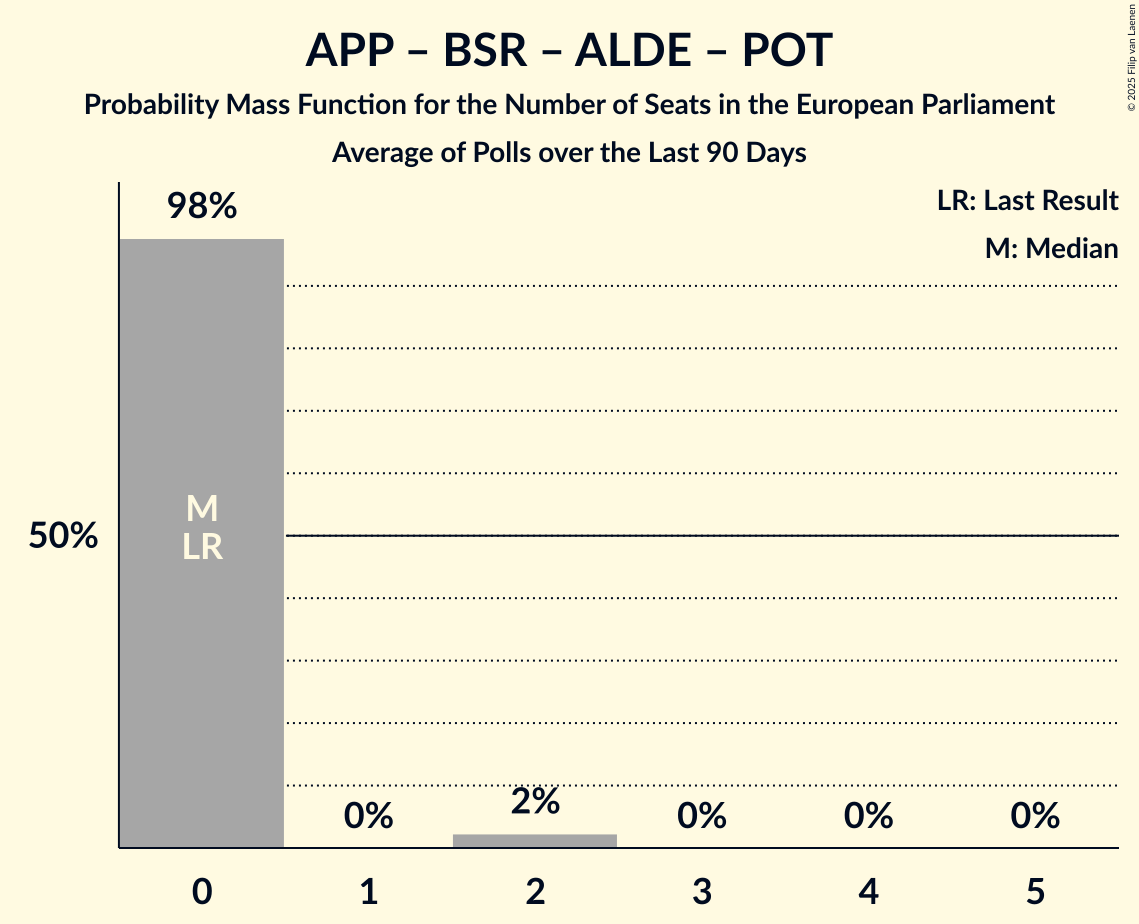 APP – BSR – ALDE – POT
Probability Mass Function for the Number of Seats in the European Parliament
Average of Polls over the Last 90 Days
© 2025 Filip van Laenen
LR: Last Result
M: Median
98%
M
LR
50%
0%
2%
0%
0%
0%
0
1
2
3
4
5